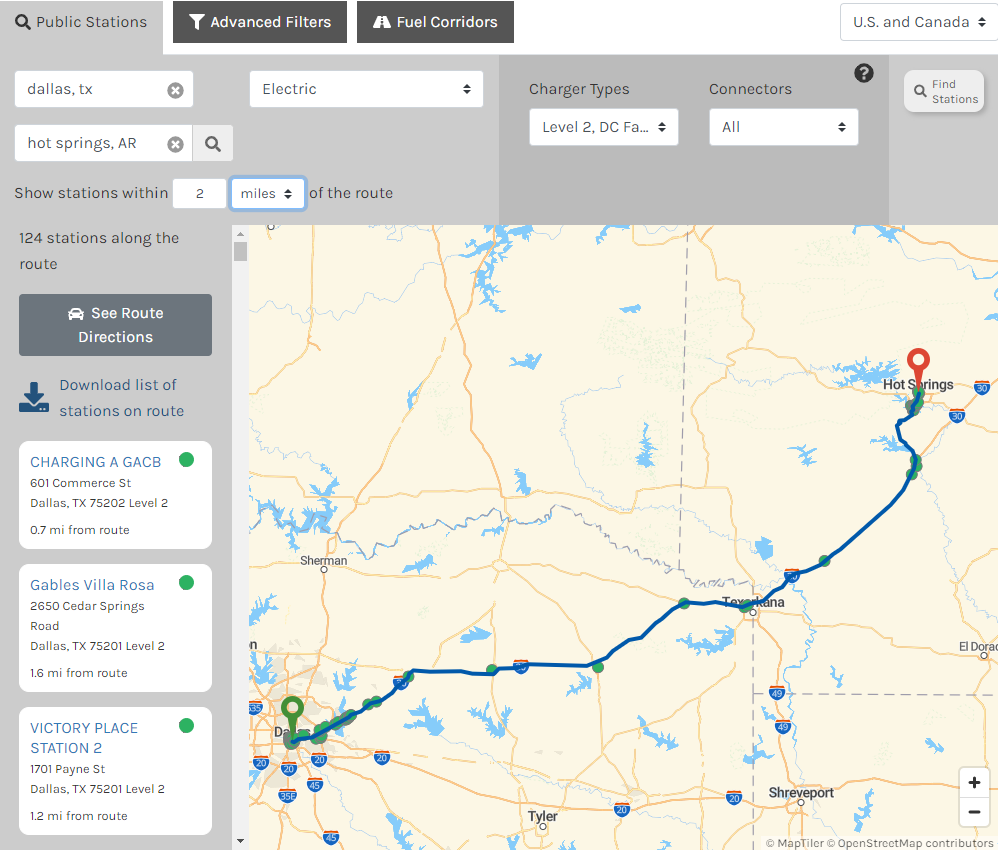 Public Stations
Advanced Filters
Fuel Corridors
U.S. and Canada
dallas, tx
Electric
Charger Types
Connectors
Find
Stations
Level 2, DC Fa...
All
hot springs, AR
Show stations within 2 miles of the route
124 stations along the
route
See Route
Directions
Download list of
stations on route
CHARGING A GACB
601 Commerce St
Dallas, TX 75202 Level 2
0.7 mi from route
Gables Villa Rosa
2650 Cedar Springs
Road
Dallas, TX 75201 Level 2
1.6 mi from route
VICTORY PLACE
STATION 2
1701 Payne St
Dallas, TX 75201 Level 2
1.2 mi from route
Hot Springs
30
30
Sherman
Texarkana
El Dorad
49
49
35E
20
20
20
20
45
35E
20
20
45
Tyler
Shreveport
+
−
© MapTiler © OpenStreetMap contributors